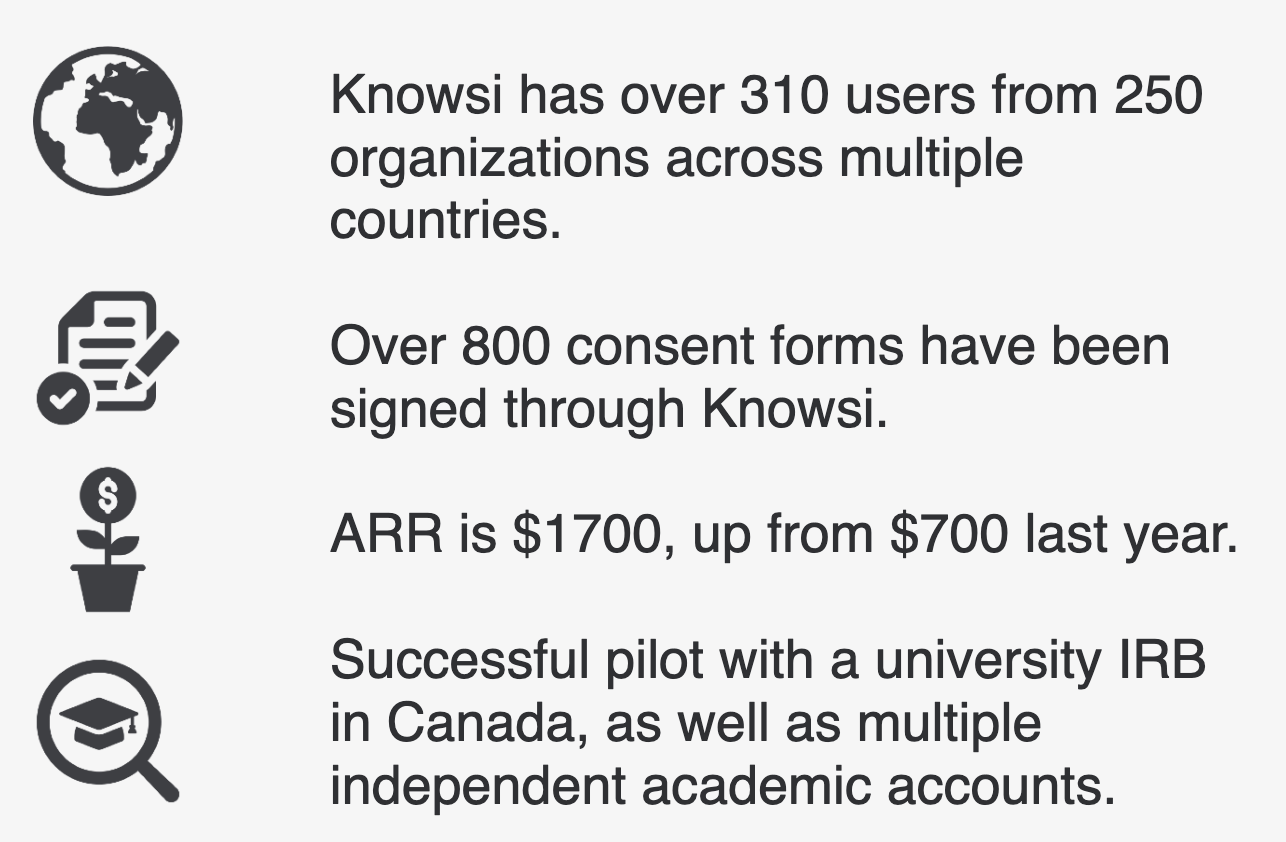 Knowsi has over 310 users from 250
organizations across multiple
countries.
Over 800 consent forms have been
signed through Knowsi.
$
ARR is $1700, up from $700 last year.
Successful pilot with a university IRB
in Canada, as well as multiple
independent academic accounts.